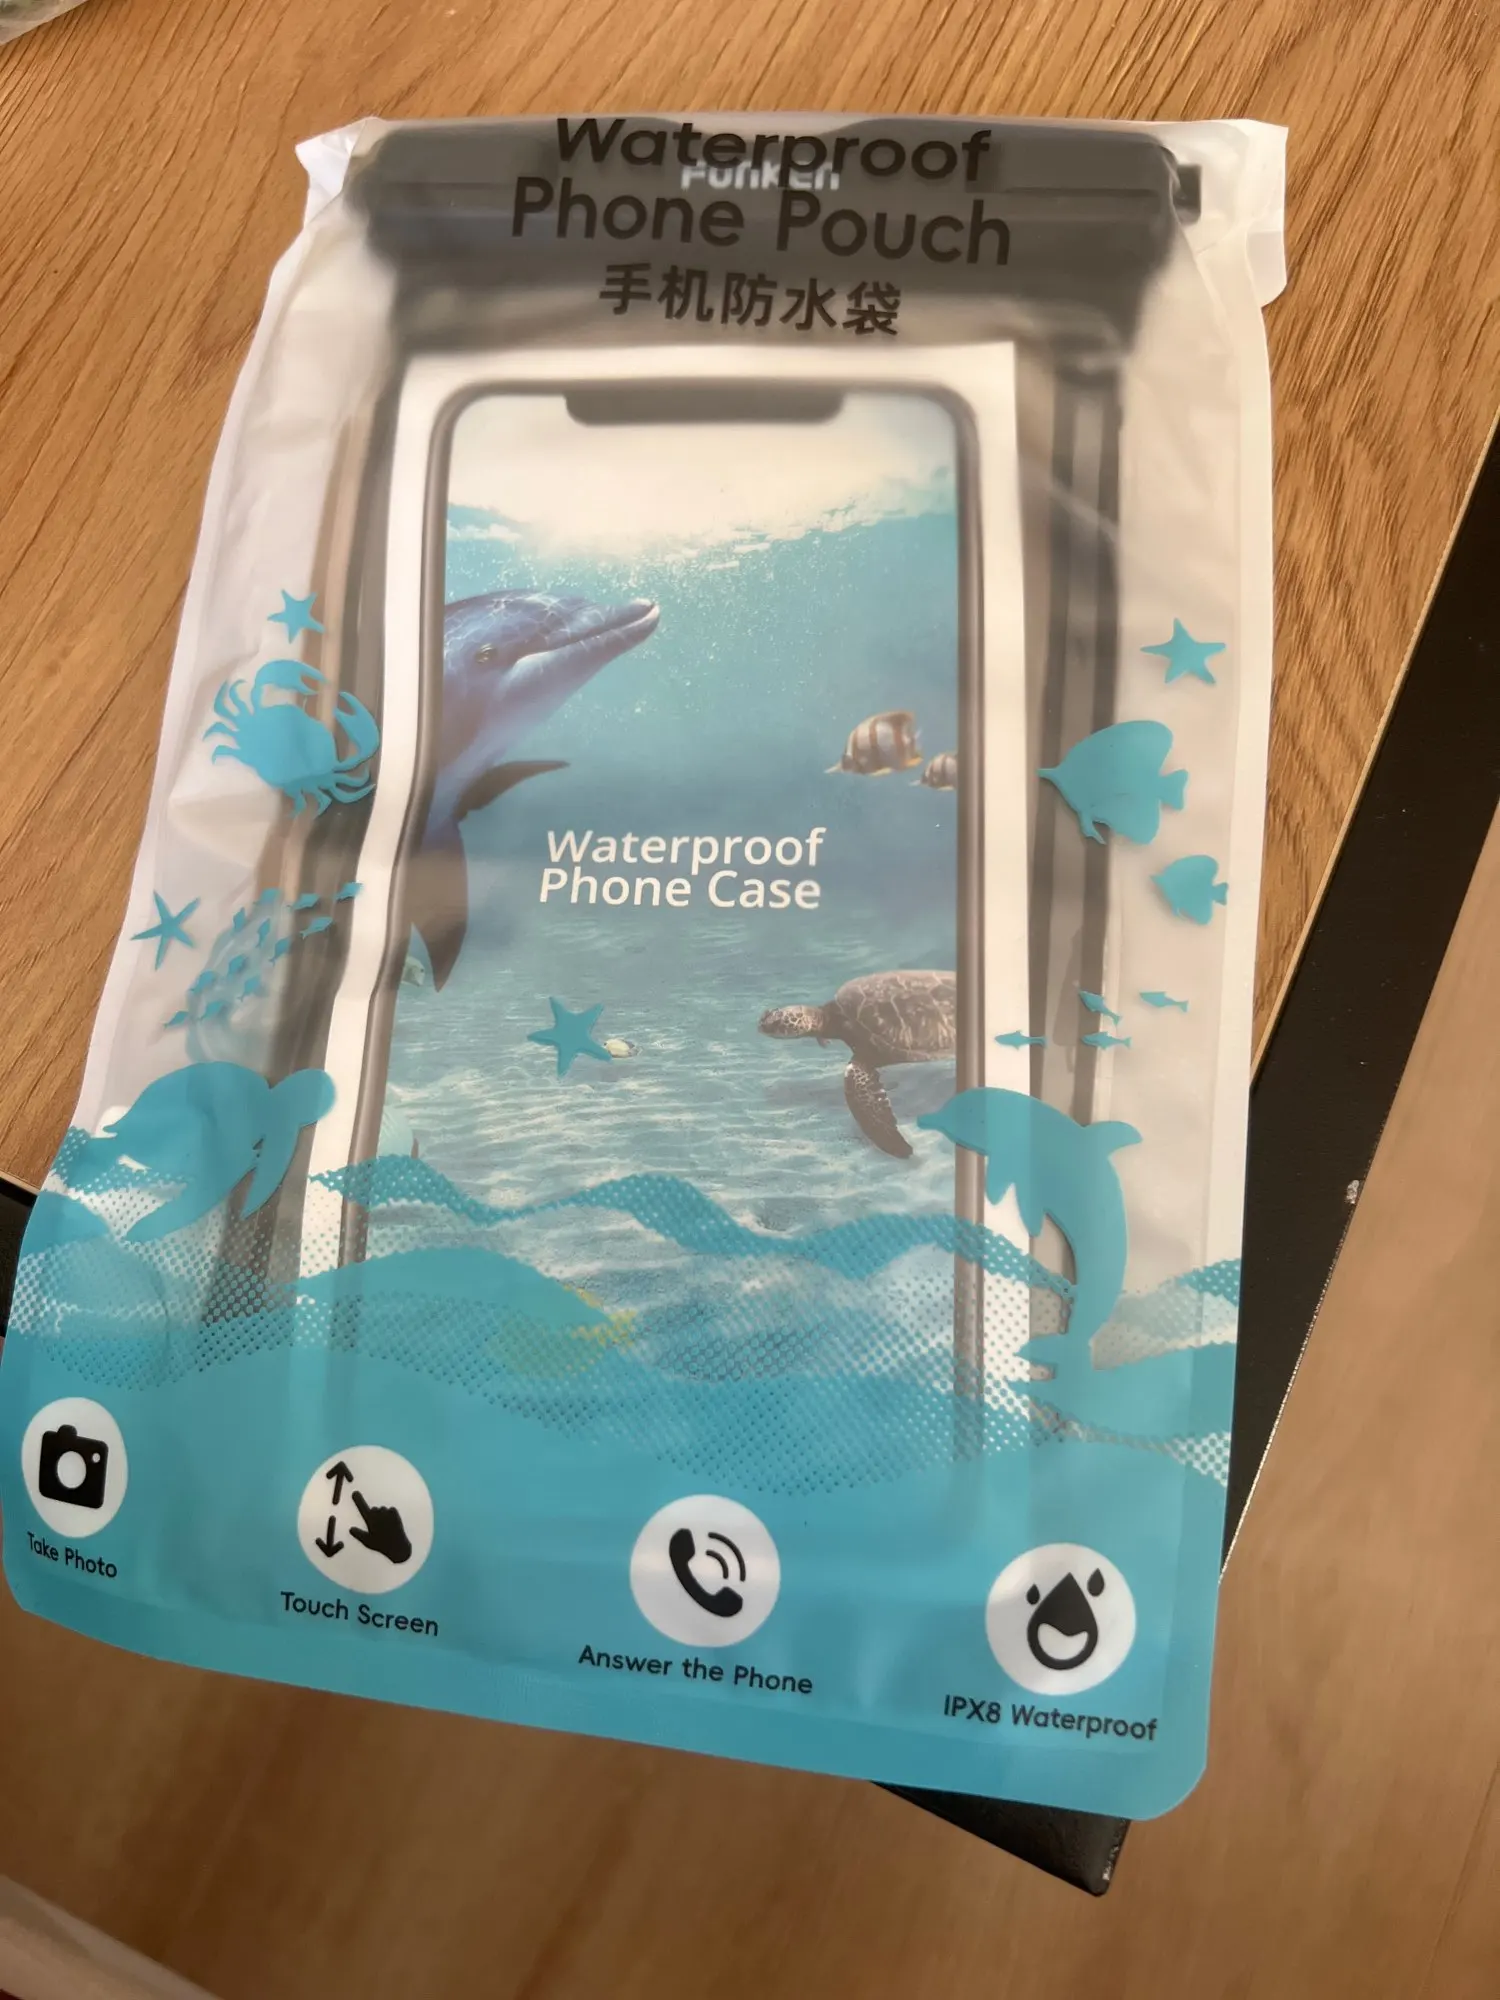 Waterproof
Funken
Phone Pouch
手机防水袋
Waterproof
Phone Case
Take Photo
Touch Screen
Answer the Phone
IPX8 Waterproof